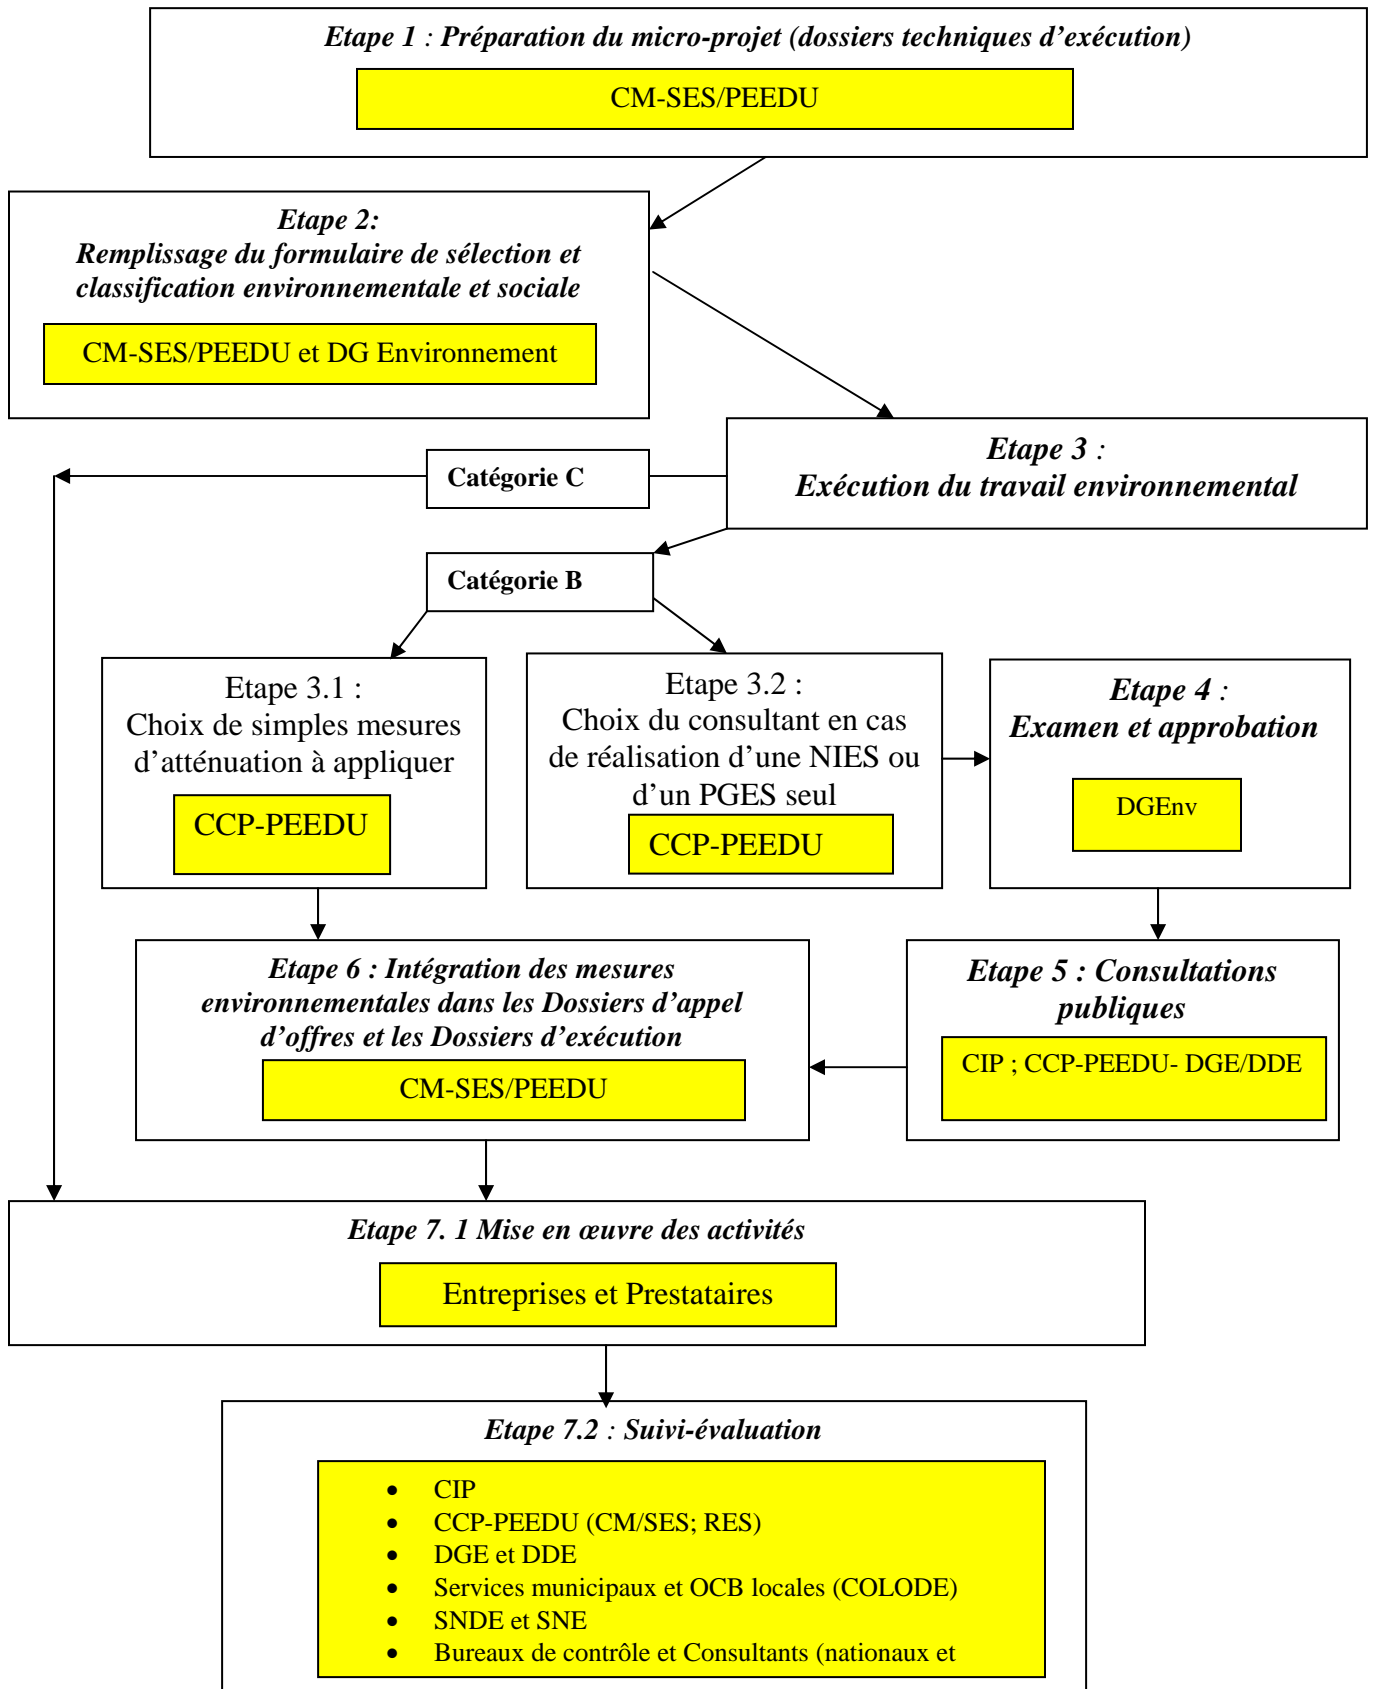 Etape 1 : Préparation du micro-projet (dossiers techniques d’exécution)
CM-SES/PEEDU
Etape 2:
Remplissage du formulaire de sélection et
classification environnementale et sociale
CM-SES/PEEDU et DG Environnement
Etape 3 :
Exécution du travail environnemental
Catégorie C
Catégorie B
Etape 3.1 :
Choix de simples mesures
d’atténuation à appliquer
CCP-PEEDU
Etape 3.2 :
Choix du consultant en cas
de réalisation d’une NIES ou
d’un PGES seul
CCP-PEEDU
Etape 4 :
Examen et approbation
DGEnv
Etape 6 : Intégration des mesures
environnementales dans les Dossiers d’appel
d’offres et les Dossiers d’exécution
CM-SES/PEEDU
Etape 5 : Consultations
publiques
CIP ; CCP-PEEDU- DGE/DDE
Etape 7. 1 Mise en œuvre des activités
Entreprises et Prestataires
Etape 7.2 : Suivi-évaluation
• CIP
• CCP-PEEDU (CM/SES; RES)
• DGE et DDE
• Services municipaux et OCB locales (COLODE)
• SNDE et SNE
• Bureaux de contrôle et Consultants (nationaux et